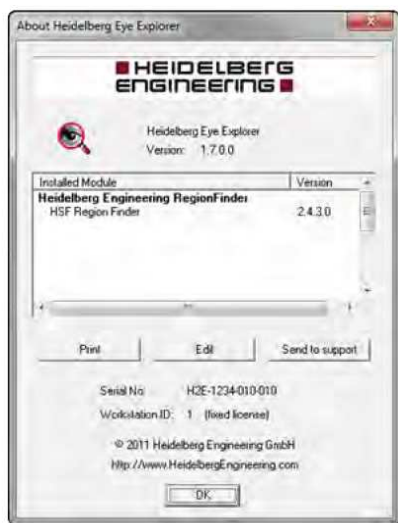 About Heidelberg Eye Explorer
HEIDELBERG
ENGINEERING
Heidelberg Eye Explorer
Version: 1.7.0.0
Installed Module Version
Heidelberg Engineering RegionFinder
HSF Region Finder 2.4.3.0
Print Edit Send to support
Serial No: H2E-1234-010-010
Workstation ID: 1 (fixed license)
© 2011 Heidelberg Engineering GmbH
http://www.HeidelbergEngineering.com
OK